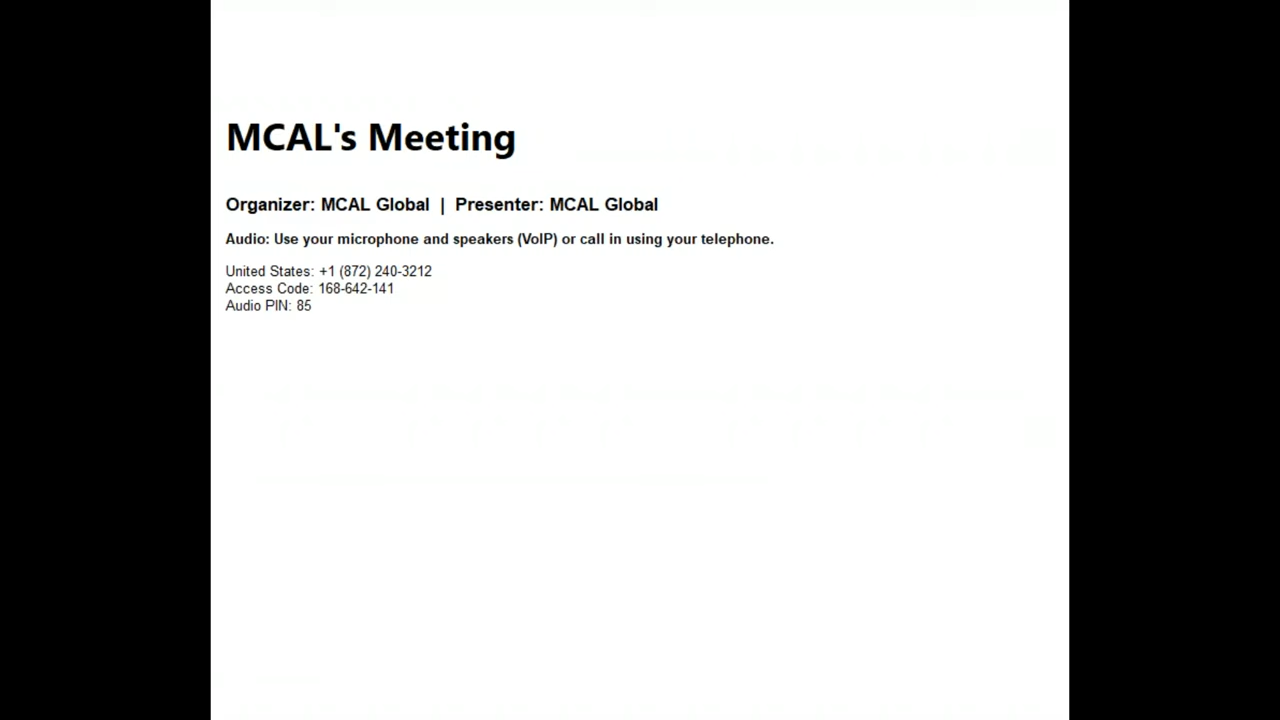 MCAL's Meeting
Organizer: MCAL Global | Presenter: MCAL Global
Audio: Use your microphone and speakers (VoIP) or call in using your telephone.
United States: +1 (872) 240-3212
Access Code: 168-642-141
Audio PIN: 85